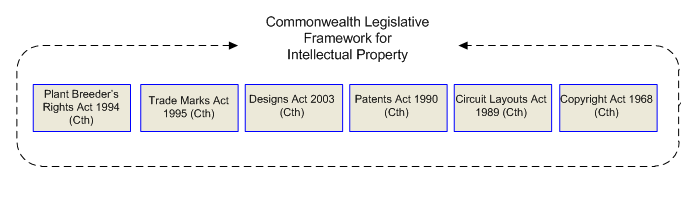 Commonwealth Legislative
Framework for
Intellectual Property
Plant Breeder's
Rights Act 1994
(Cth)
Trade Marks Act
1995 (Cth)
Designs Act 2003
(Cth)
Patents Act 1990
(Cth)
Circuit Layouts Act
1989 (Cth)
Copyright Act 1968
(Cth)